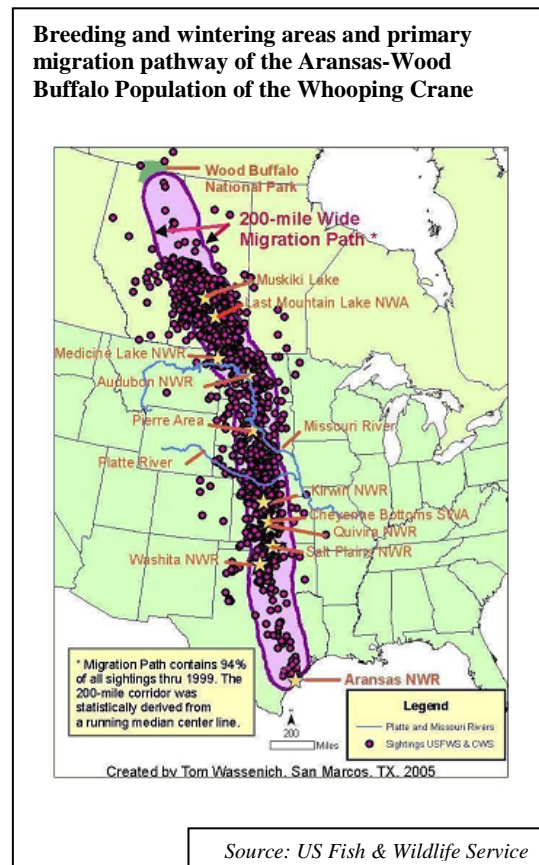 Breeding and wintering areas and primary
migration pathway of the Aransas-Wood
Buffalo Population of the Whooping Crane
Wood Buffalo
National Park
200-mile Wide
Migration Path *
Muskiki Lake
Last Mountain Lake NWA
Medicine Lake NWR
Audubon NWR
Pierre Area
Missouri River
Platte River
Kirwin NWR
Cheyenne Bottoms SWA
Quivira NWR
Salt Plains NWR
Washita NWR
* Migration Path contains 94%
of all sightings thru 1999. The
200-mile corridor was
statistically derived from
a running median center line.
Aransas NWR
200
Miles
Legend
Platte and Missouri Rivers
Sightings USFWS & CWS
Created by Tom Wassenich, San Marcos, TX, 2005
Source: US Fish & Wildlife Service